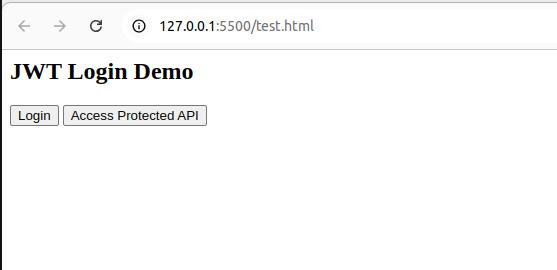 127.0.0.1:5500/test.html
JWT Login Demo
Login Access Protected API